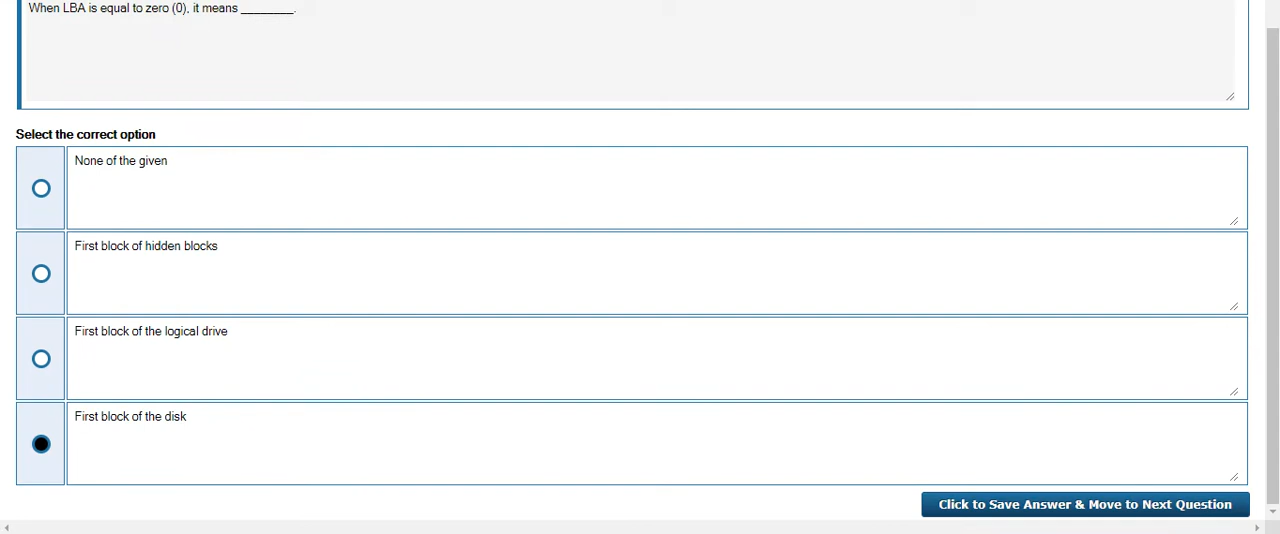 When LBA is equal to zero (0), it means ________.
Select the correct option
None of the given
First block of hidden blocks
First block of the logical drive
First block of the disk
Click to Save Answer & Move to Next Question